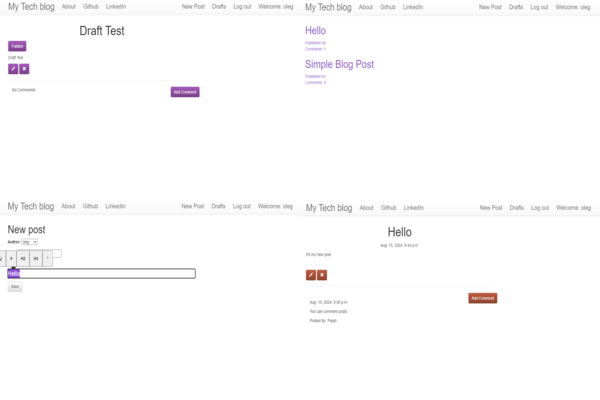 My Tech blog About Github LinkedIn New Post Drafts Log out Welcome: oleg
Draft Test
Publish
Draft Test
No Comments!
Add Comment
My Tech blog About Github LinkedIn New Post Drafts Log out Welcome: oleg
Hello
Published on:
Comments: 1
Simple Blog Post
Published on:
Comments: 0
My Tech blog About Github LinkedIn New Post Drafts Log out Welcome: oleg
New post
Author: oleg
Hello
Save
My Tech blog About Github LinkedIn New Post Drafts Log out Welcome: oleg
Hello
Aug. 15, 2024, 9:44 p.m.
It's my new post
Add Comment
Aug. 15, 2024, 9:45 p.m.
You can comment posts
Posted By: